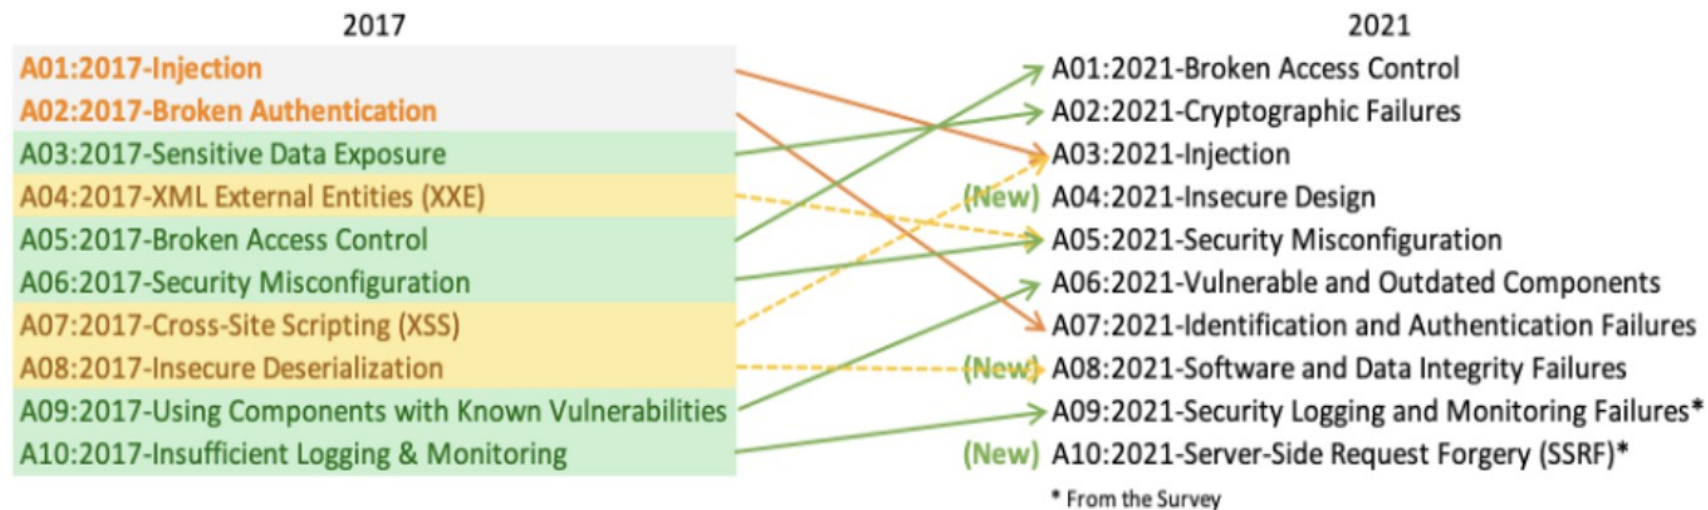 2017
A01:2017-Injection
A02:2017-Broken Authentication
A03:2017-Sensitive Data Exposure
A04:2017-XML External Entities (XXE)
A05:2017-Broken Access Control
A06:2017-Security Misconfiguration
A07:2017-Cross-Site Scripting (XSS)
A08:2017-Insecure Deserialization
A09:2017-Using Components with Known Vulnerabilities
A10:2017-Insufficient Logging & Monitoring
2021
A01:2021-Broken Access Control
A02:2021-Cryptographic Failures
A03:2021-Injection
(New) A04:2021-Insecure Design
A05:2021-Security Misconfiguration
A06:2021-Vulnerable and Outdated Components
A07:2021-Identification and Authentication Failures
(New) A08:2021-Software and Data Integrity Failures
A09:2021-Security Logging and Monitoring Failures*
(New) A10:2021-Server-Side Request Forgery (SSRF)*
* From the Survey